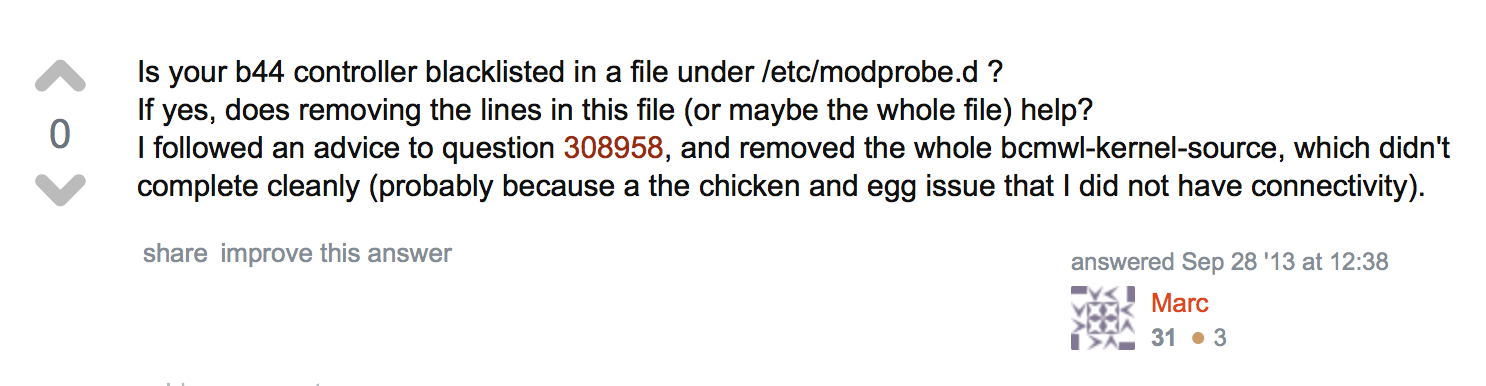 Is your b44 controller blacklisted in a file under /etc/modprobe.d ?
If yes, does removing the lines in this file (or maybe the whole file) help?
0
I followed an advice to question 308958, and removed the whole bcmwl-kernel-source, which didn't
complete cleanly (probably because a the chicken and egg issue that I did not have connectivity).
share improve this answer
answered Sep 28 '13 at 12:38
Marc
31 ● 3